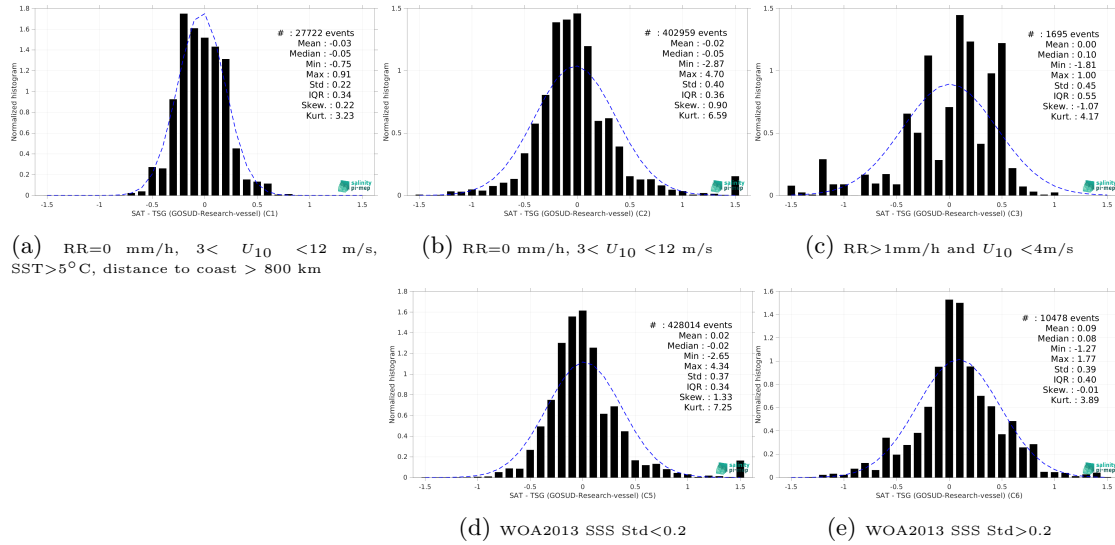 1.8
1.6
1.4
1.2
1
0.8
0.6
0.4
0.2
0
Normalized histogram
# : 27722 events
Mean : -0.03
Median : -0.05
Min : -0.75
Max : 0.91
Std : 0.22
IQR : 0.34
Skew. : 0.22
Kurt. : 3.23
salinity
pi-mep
-1.5 -1 -0.5 0 0.5 1 1.5
SAT - TSG (GOSUD-Research-vessel) (C1)
(a) RR=0 mm/h, 3< U10 <12 m/s,
SST>5°C, distance to coast > 800 km
1.5
1
0.5
0
Normalized histogram
# : 402959 events
Mean : -0.02
Median : -0.05
Min : -2.87
Max : 4.70
Std : 0.40
IQR : 0.36
Skew. : 0.90
Kurt. : 6.59
salinity
pi-mep
-1.5 -1 -0.5 0 0.5 1 1.5
SAT - TSG (GOSUD-Research-vessel) (C2)
(b) RR=0 mm/h, 3< U10 <12 m/s
1.5
1
0.5
0
Normalized histogram
# : 1695 events
Mean : 0.00
Median : 0.10
Min : -1.81
Max : 1.00
Std : 0.45
IQR : 0.55
Skew. : -1.07
Kurt. : 4.17
salinity
pi-mep
-1.5 -1 -0.5 0 0.5 1 1.5
SAT - TSG (GOSUD-Research-vessel) (C3)
(c) RR>1mm/h and U10 <4m/s
1.8
1.6
1.4
1.2
1
0.8
0.6
0.4
0.2
0
Normalized histogram
# : 428014 events
Mean : 0.02
Median : -0.02
Min : -2.65
Max : 4.34
Std : 0.37
IQR : 0.34
Skew. : 1.33
Kurt. : 7.25
salinity
pi-mep
-1.5 -1 -0.5 0 0.5 1 1.5
SAT - TSG (GOSUD-Research-vessel) (C5)
(d) WOA2013 SSS Std<0.2
1.8
1.6
1.4
1.2
1
0.8
0.6
0.4
0.2
0
Normalized histogram
# : 10478 events
Mean : 0.09
Median : 0.08
Min : -1.27
Max : 1.77
Std : 0.39
IQR : 0.40
Skew. : -0.01
Kurt. : 3.89
salinity
pi-mep
-1.5 -1 -0.5 0 0.5 1 1.5
SAT - TSG (GOSUD-Research-vessel) (C6)
(e) WOA2013 SSS Std>0.2